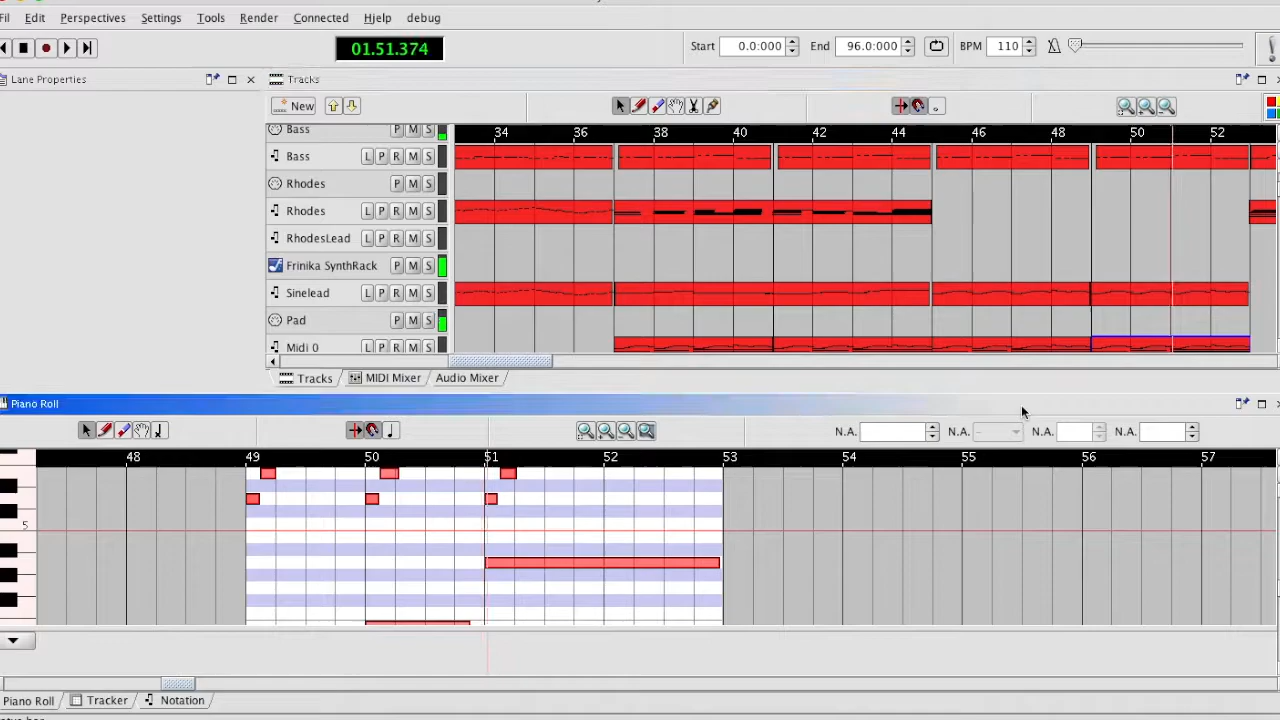 Fil Edit Perspectives Settings Tools Render Connected Hjelp debug
01.51.374 Start 0.0:000 End 96.0:000 BPM 110
Lane Properties Tracks
New
34 36 38 40 42 44 46 48 50 52
Bass P M S
Bass L P R M S
Rhodes P M S
Rhodes L P R M S
RhodesLead L P R M S
Frinika SynthRack P M S
Sinelead L P R M S
Pad P M S
Midi 0 L P R M S
Tracks MIDI Mixer Audio Mixer
Piano Roll
N.A. N.A. – N.A. N.A.
48 49 50 51 52 53 54 55 56 57
5
Piano Roll Tracker Notation